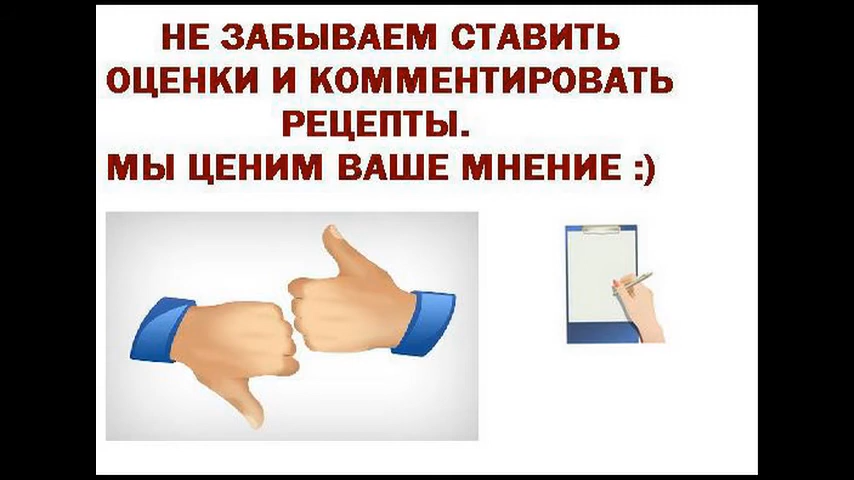 НЕ ЗАБЫВАЕМ СТАВИТЬ
ОЦЕНКИ И КОММЕНТИРОВАТЬ
РЕЦЕПТЫ.
МЫ ЦЕНИМ ВАШЕ МНЕНИЕ :)